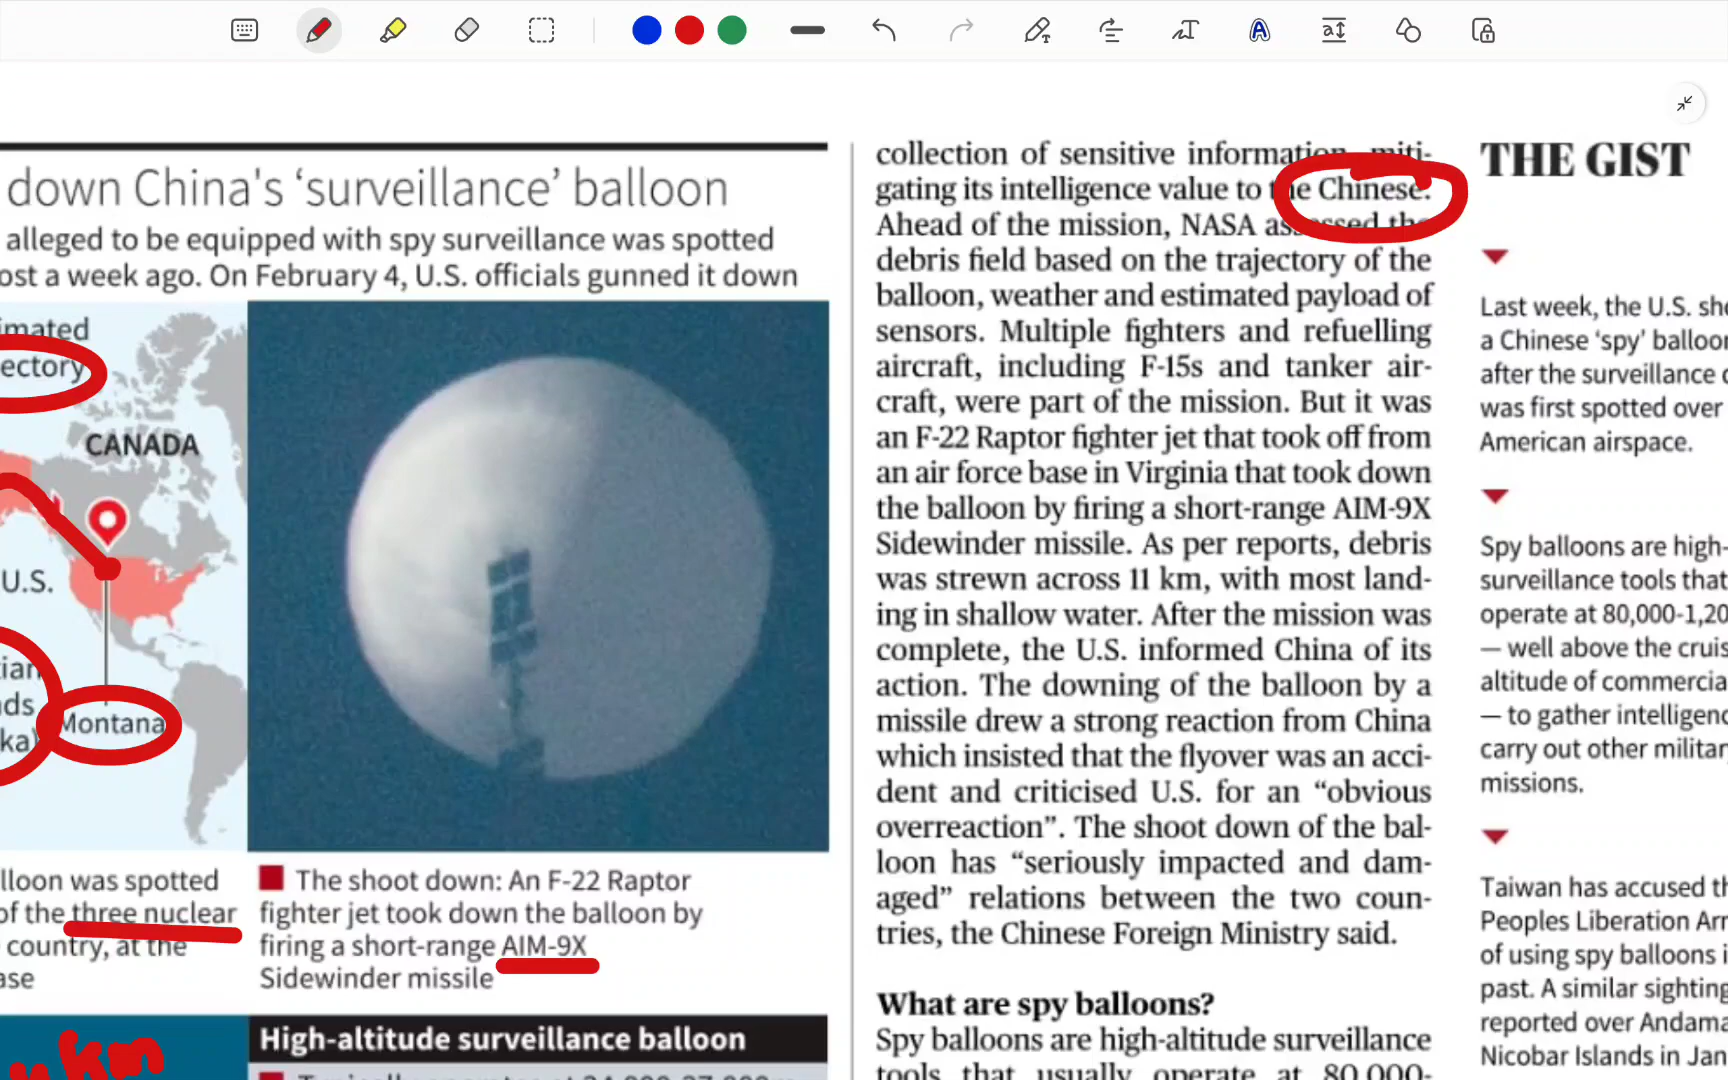 down China's ‘surveillance’ balloon
alleged to be equipped with spy surveillance was spotted
ost a week ago. On February 4, U.S. officials gunned it down
imated
ectory
CANADA
U.S.
tian
nds
ka)
Montana
lloon was spotted
of the three nuclear
country, at the
ase
The shoot down: An F-22 Raptor
fighter jet took down the balloon by
firing a short-range AIM-9X
Sidewinder missile
km
High-altitude surveillance balloon
collection of sensitive information, miti-
gating its intelligence value to the Chinese.
Ahead of the mission, NASA assessed the
debris field based on the trajectory of the
balloon, weather and estimated payload of
sensors. Multiple fighters and refuelling
aircraft, including F-15s and tanker air-
craft, were part of the mission. But it was
an F-22 Raptor fighter jet that took off from
an air force base in Virginia that took down
the balloon by firing a short-range AIM-9X
Sidewinder missile. As per reports, debris
was strewn across 11 km, with most land-
ing in shallow water. After the mission was
complete, the U.S. informed China of its
action. The downing of the balloon by a
missile drew a strong reaction from China
which insisted that the flyover was an acci-
dent and criticised U.S. for an “obvious
overreaction”. The shoot down of the bal-
loon has “seriously impacted and dam-
aged” relations between the two coun-
tries, the Chinese Foreign Ministry said.
What are spy balloons?
Spy balloons are high-altitude surveillance
tools that usually operate at 80,000-
THE GIST
Last week, the U.S. sho
a Chinese ‘spy’ balloon
after the surveillance
was first spotted over
American airspace.
Spy balloons are high-
surveillance tools that
operate at 80,000-1,20
— well above the cruis
altitude of commercia
— to gather intelligenc
carry out other militar
missions.
Taiwan has accused th
Peoples Liberation Arm
of using spy balloons i
past. A similar sighting
reported over Andama
Nicobar Islands in Jan